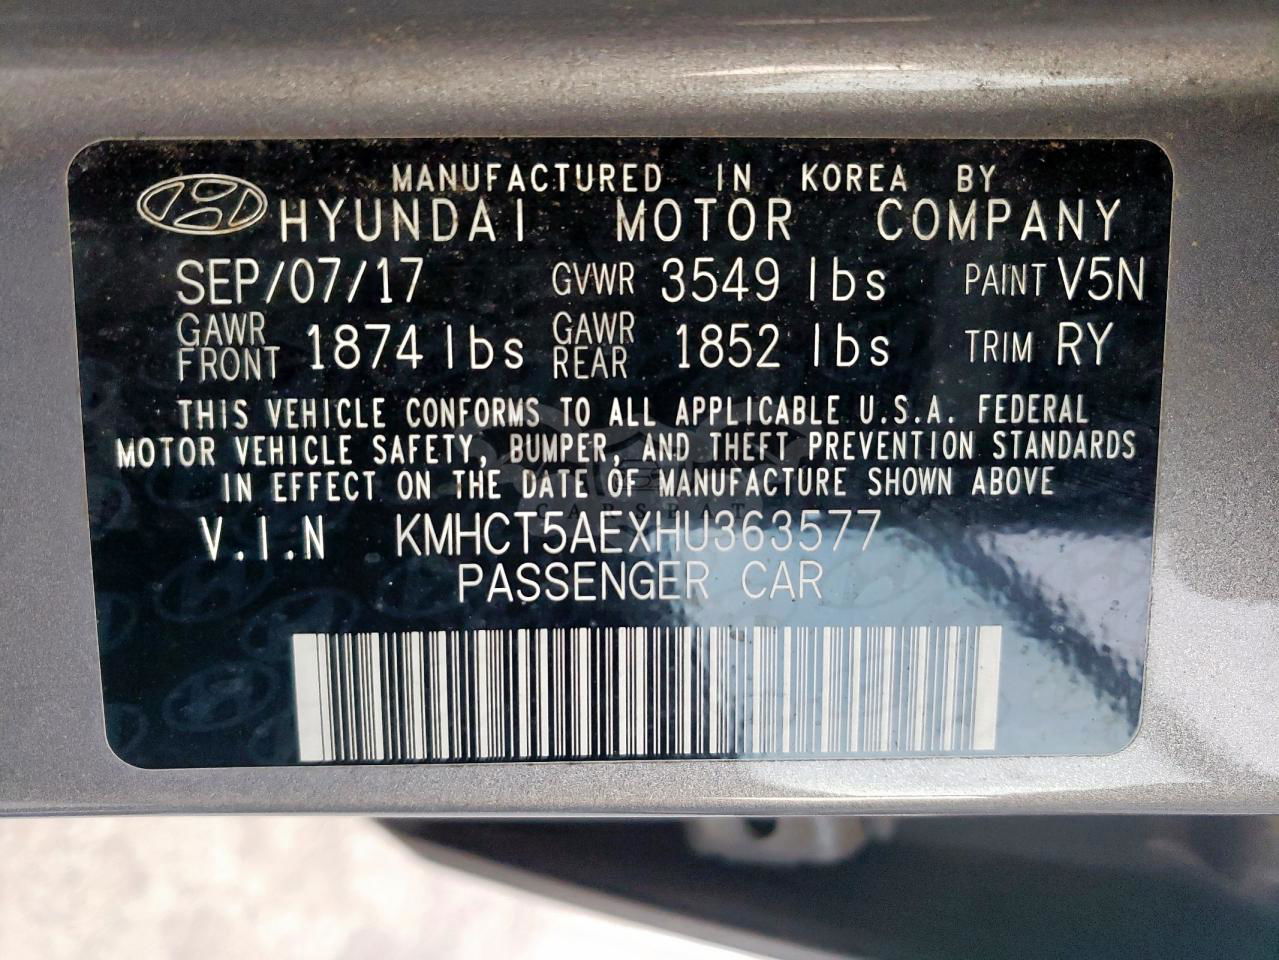 MANUFACTURED IN KOREA BY
HYUNDAI MOTOR COMPANY
SEP/07/17 GVWR 3549 lbs PAINT V5N
GAWR FRONT 1874 lbs GAWR REAR 1852 lbs TRIM RY
THIS VEHICLE CONFORMS TO ALL APPLICABLE U.S.A. FEDERAL
MOTOR VEHICLE SAFETY, BUMPER, AND THEFT PREVENTION STANDARDS
IN EFFECT ON THE DATE OF MANUFACTURE SHOWN ABOVE
CARSBAT
V.I.N KMHCT5AEXHU363577
PASSENGER CAR